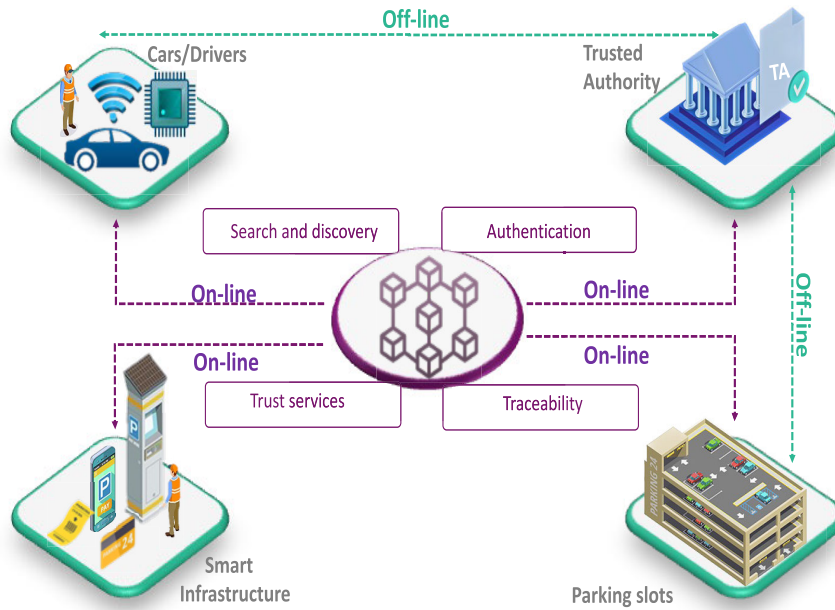 Off-line
Cars/Drivers
Trusted
Authority
TA
Search and discovery
Authentication
On-line
On-line
Off-line
On-line
On-line
Trust services
Traceability
P
P
PAY
24
PARKING 24
Smart
Infrastructure
Parking slots